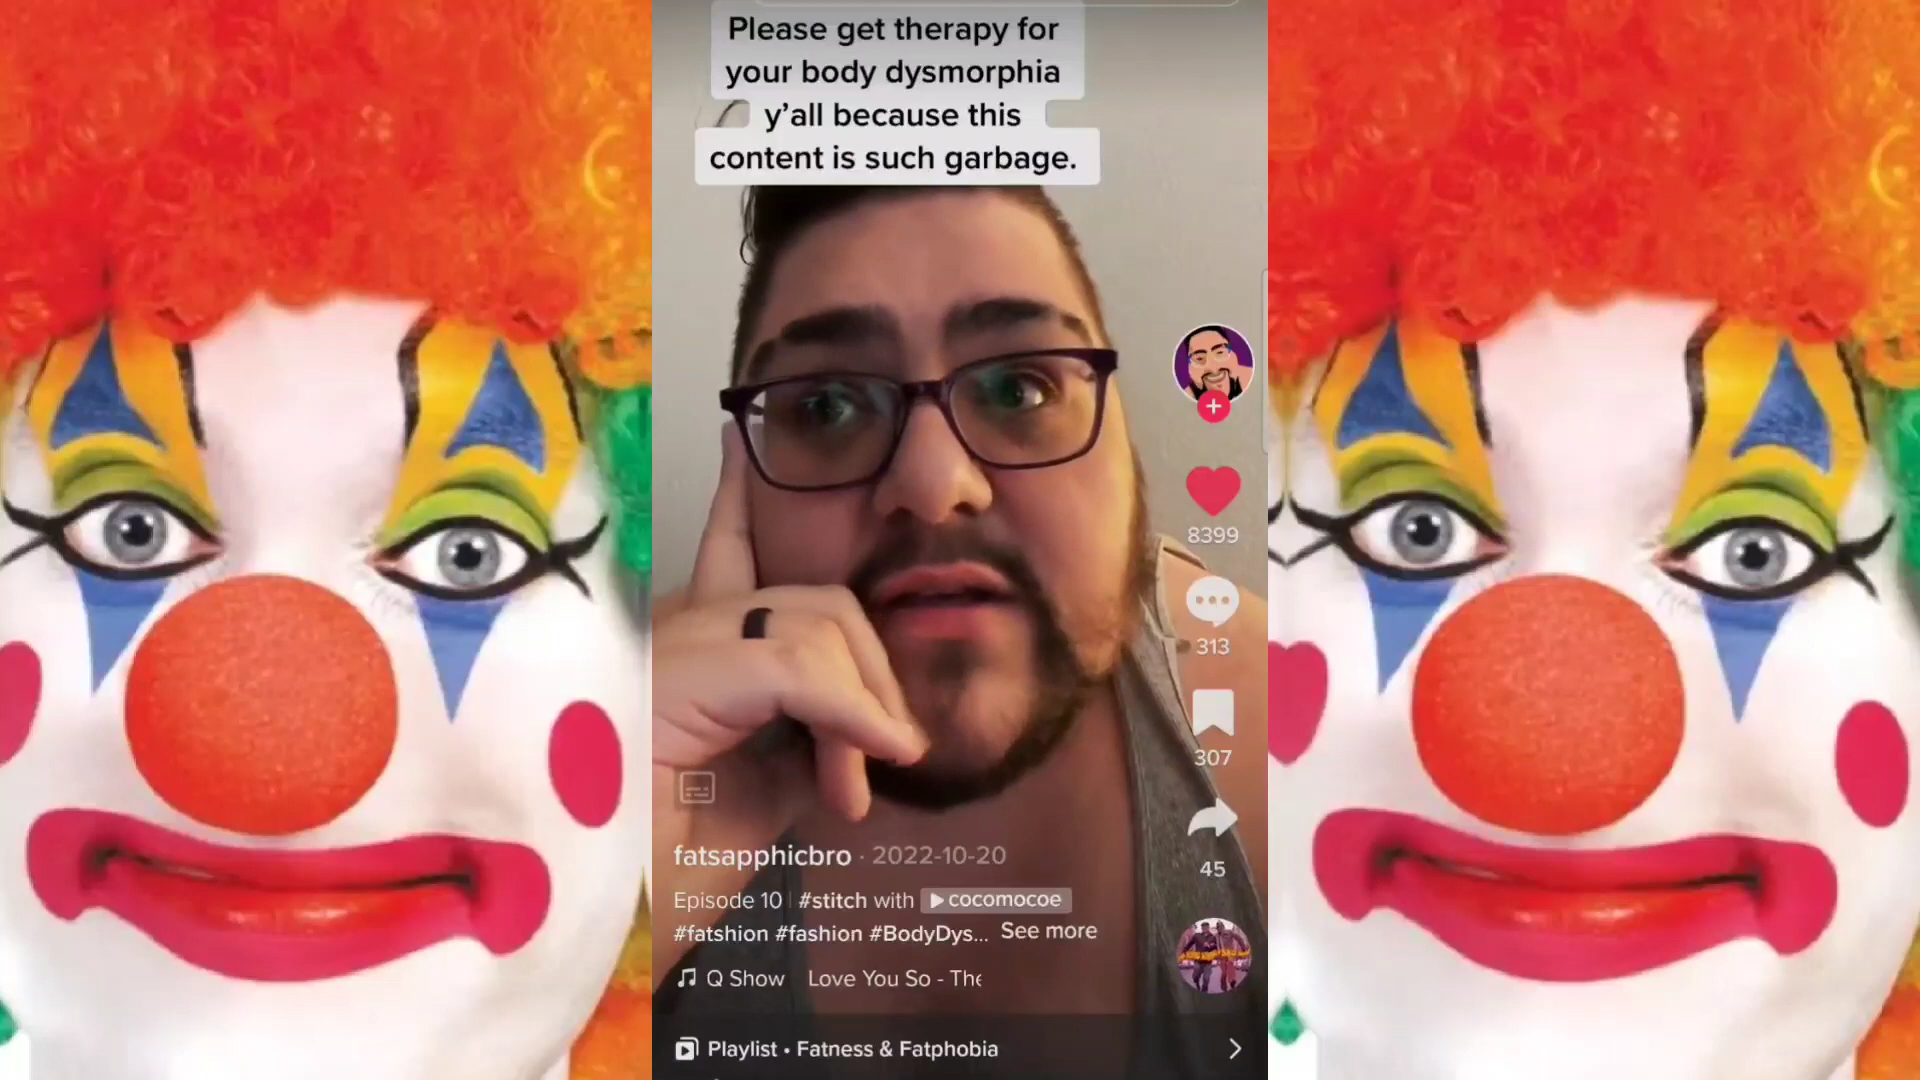 Please get therapy for
your body dysmorphia
y’all because this
content is such garbage.
8399
313
307
45
fatsapphicbro · 2022-10-20
Episode 10 | #stitch with cocomocoe
#fatshion #fashion #BodyDys... See more
Q Show Love You So - The
Playlist • Fatness & Fatphobia